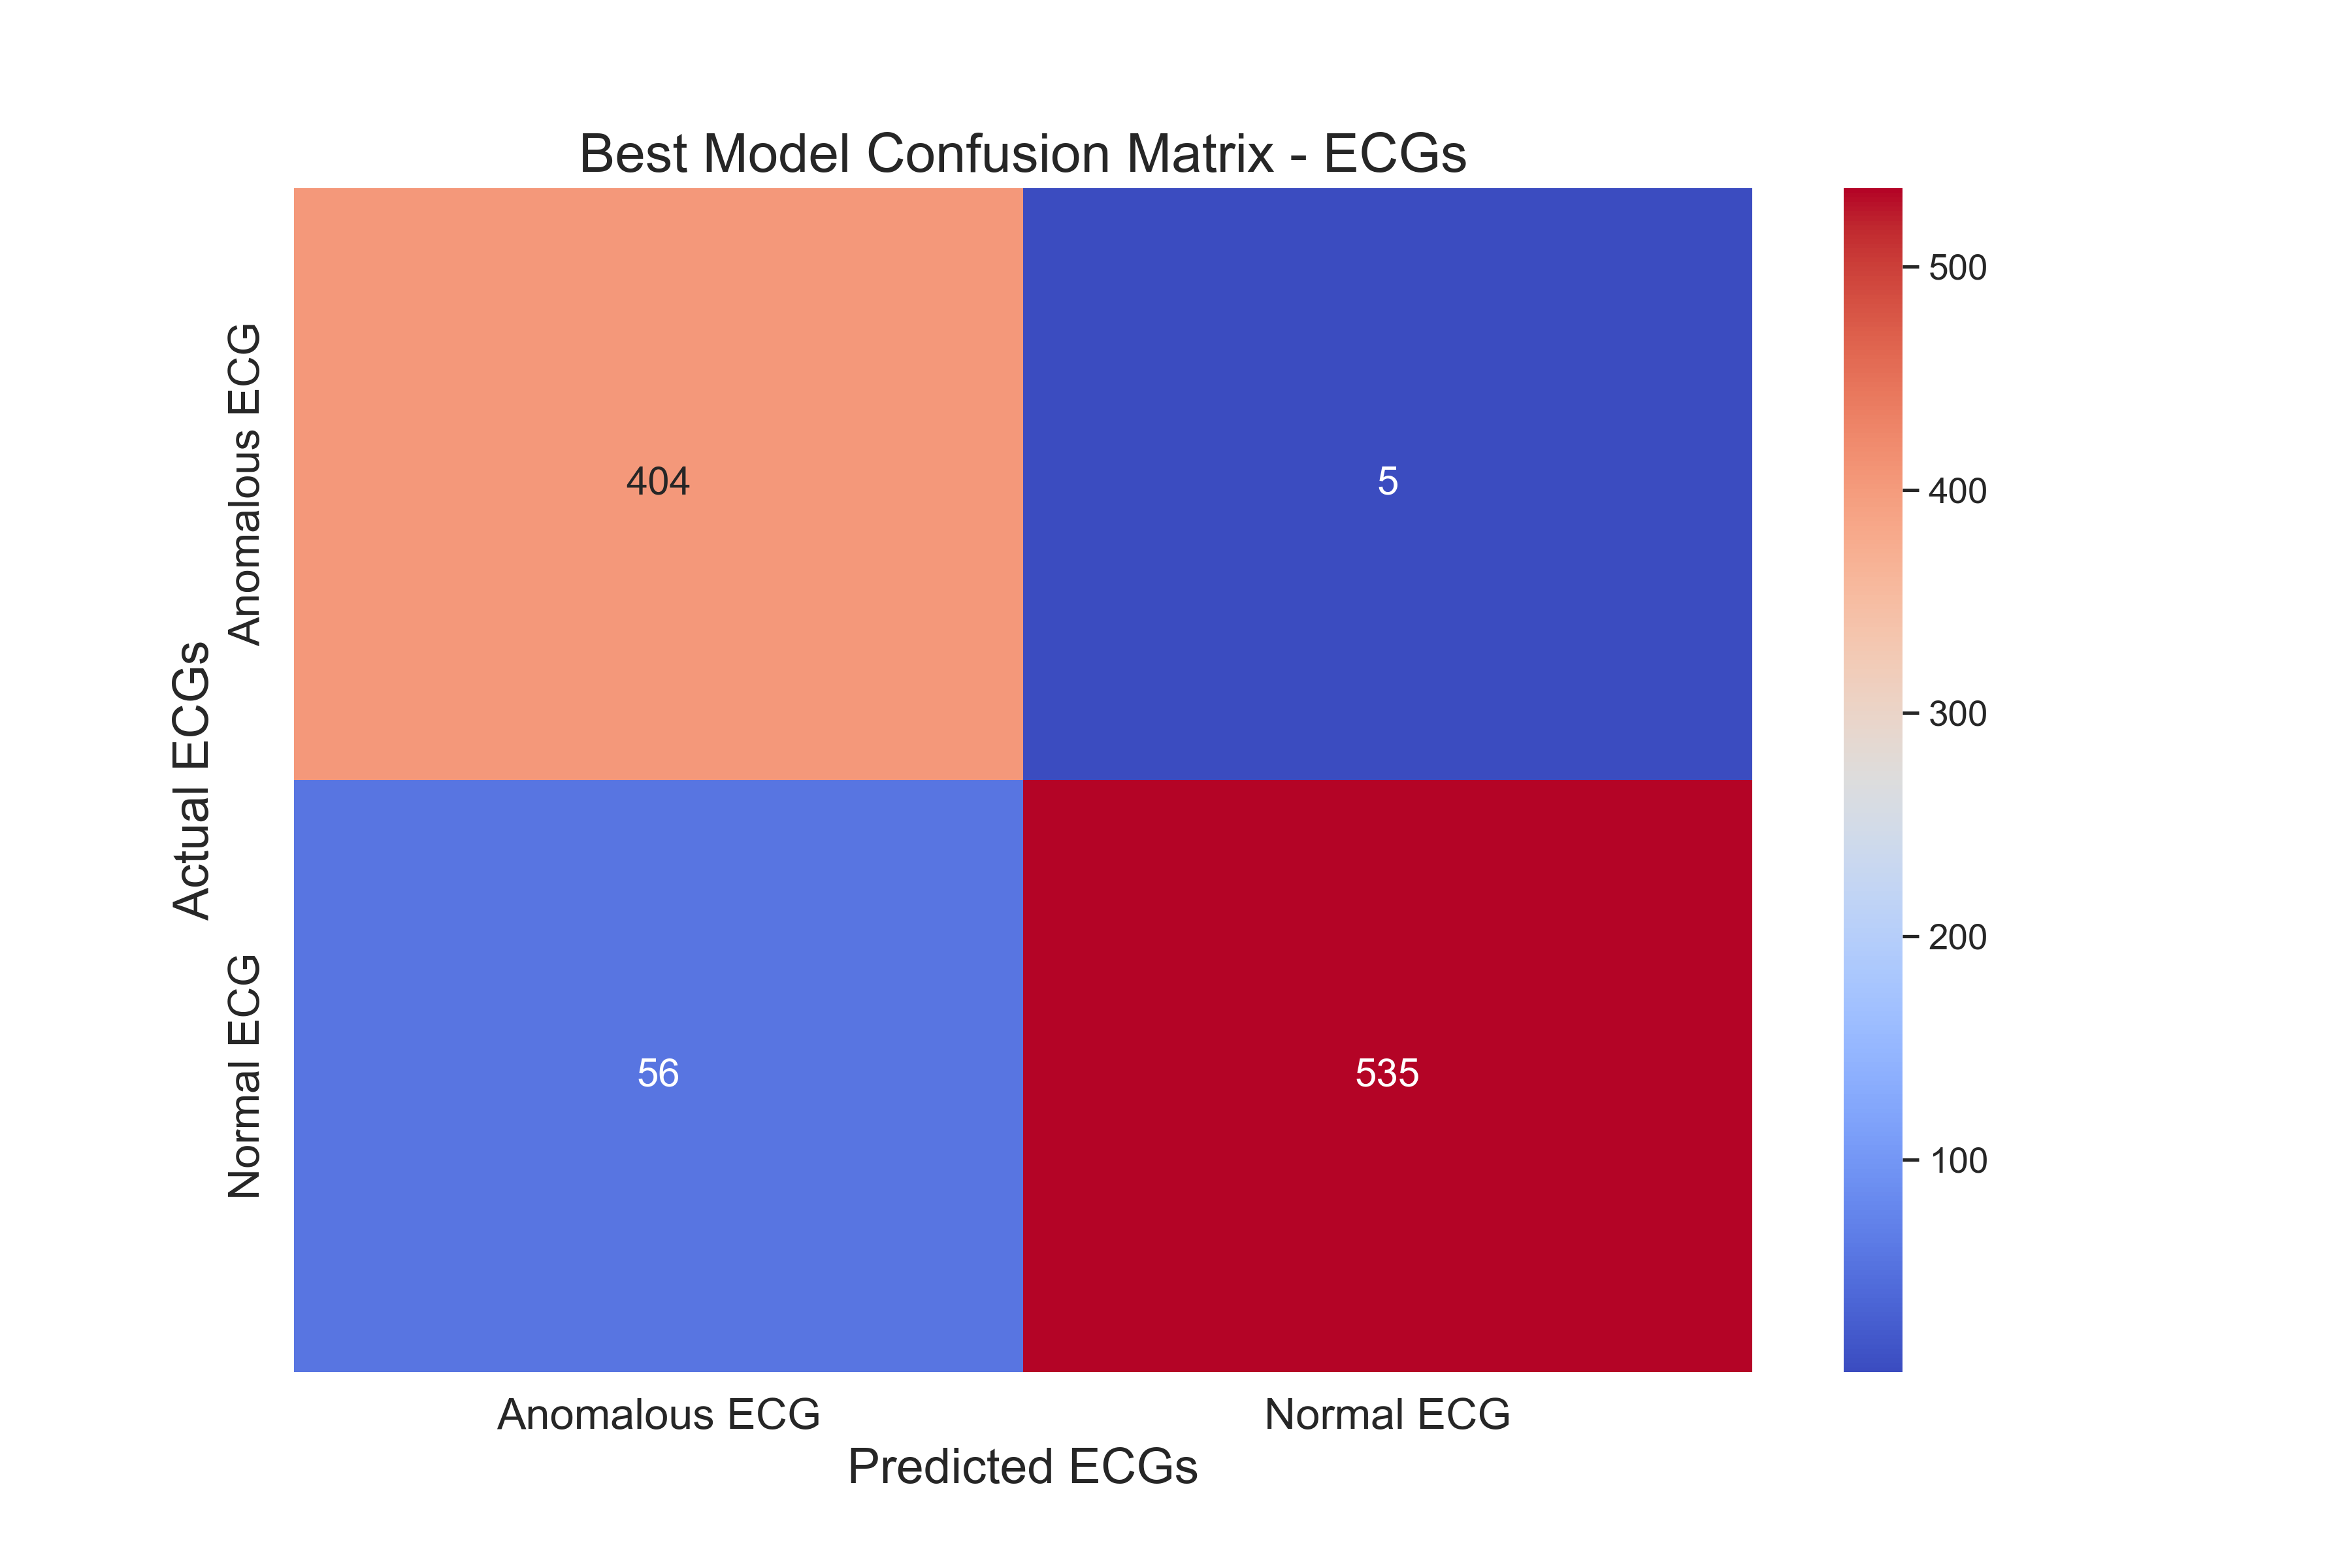 Best Model Confusion Matrix - ECGs
Actual ECGs
Anomalous ECG
Normal ECG
404
5
56
535
500
400
300
200
100
Anomalous ECG
Normal ECG
Predicted ECGs